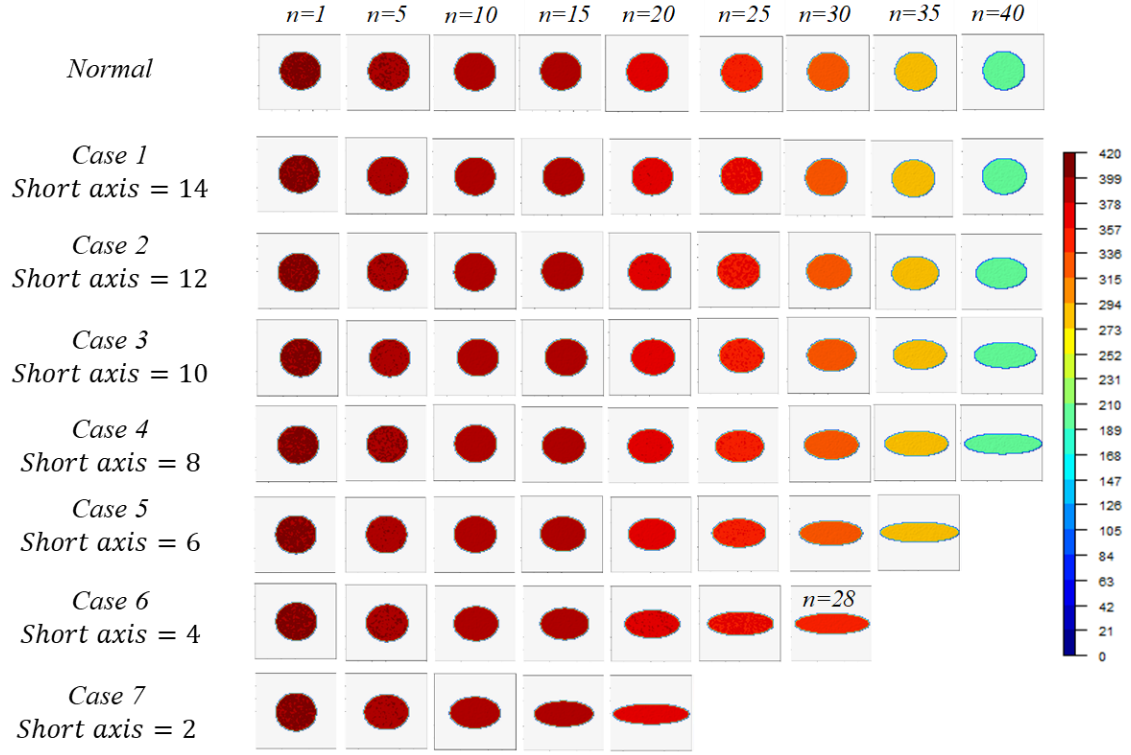 n=1 n=5 n=10 n=15 n=20 n=25 n=30 n=35 n=40
Normal
Case 1
Short axis = 14
Case 2
Short axis = 12
Case 3
Short axis = 10
Case 4
Short axis = 8
Case 5
Short axis = 6
Case 6
Short axis = 4
n=28
Case 7
Short axis = 2
420
399
378
357
336
315
294
273
252
231
210
189
168
147
126
105
84
63
42
21
0